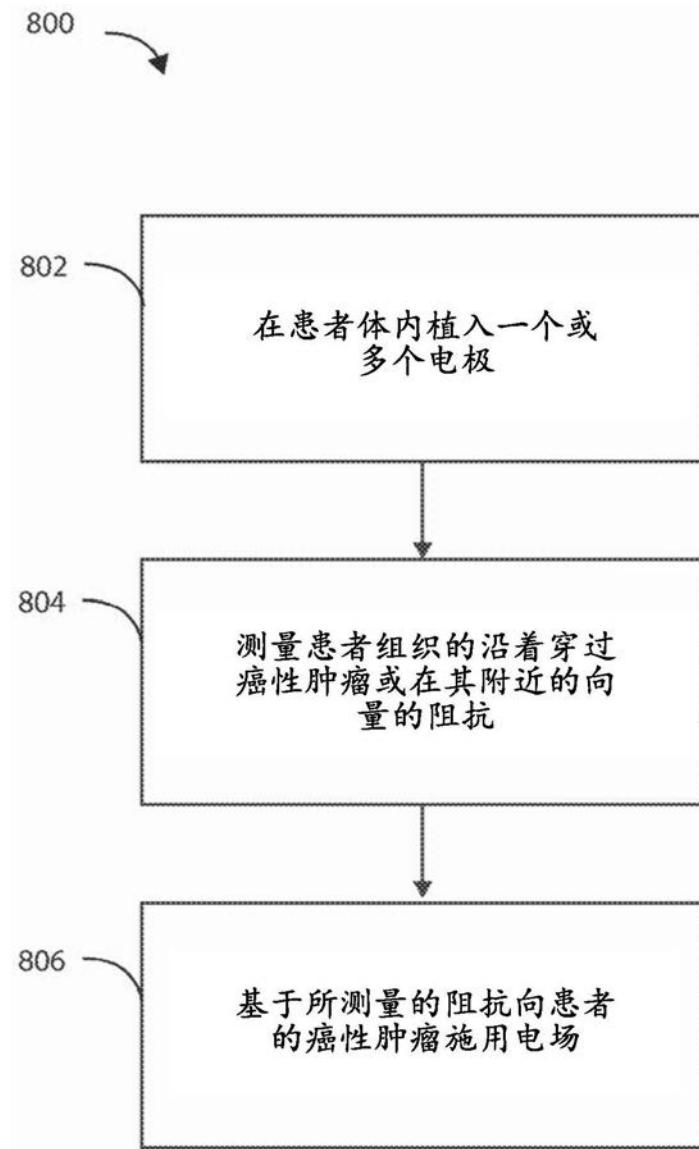 800
802
在患者体内植入一个或
多个电极
804
测量患者组织的沿着穿过
癌性肿瘤或在其附近的向
量的阻抗
806
基于所测量的阻抗向患者
的癌性肿瘤施用电场